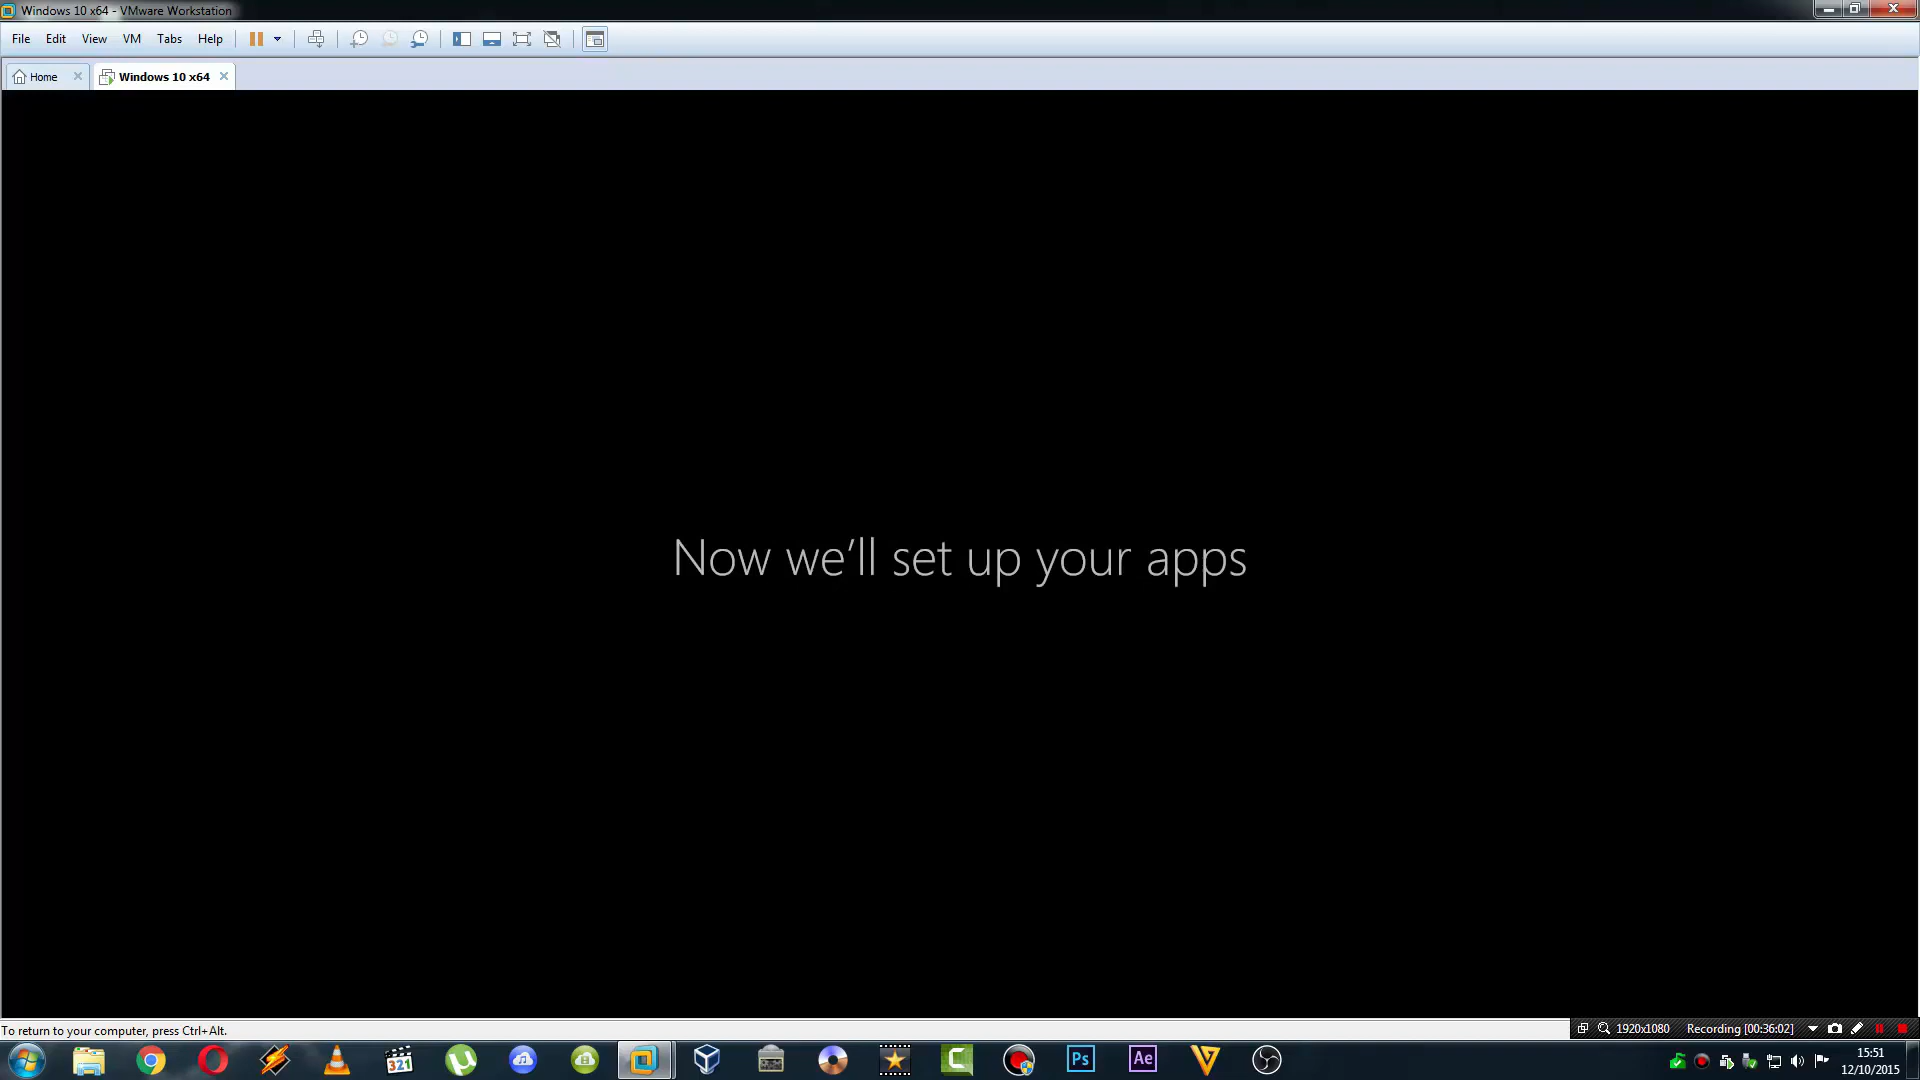 Windows 10 x64 - VMware Workstation
File Edit View VM Tabs Help
Home Windows 10 x64
Now we’ll set up your apps
To return to your computer, press Ctrl+Alt.
1920x1080 Recording [00:36:02]
321 Ps Ae
15:51
12/10/2015